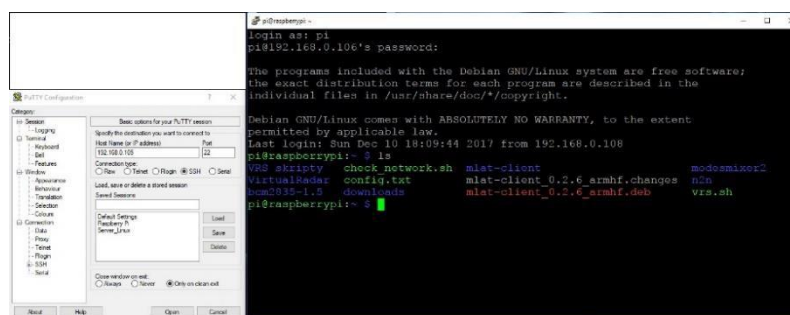 PuTTY Configuration
Category:
Session
Logging
Terminal
Keyboard
Bell
Features
Window
Appearance
Behaviour
Translation
Selection
Colours
Connection
Data
Proxy
Telnet
Rlogin
SSH
Serial
Basic options for your PuTTY session
Specify the destination you want to connect to
Host Name (or IP address) Port
192.168.0.105 22
Connection type:
Raw Telnet Rlogin SSH Serial
Load, save or delete a stored session
Saved Sessions
Default Settings
Raspberry Pi
Server_Linux
Load
Save
Delete
Close window on exit:
Always Never Only on clean exit
About Help Open Cancel
pi@raspberrypi: ~
login as: pi
pi@192.168.0.106's password:
The programs included with the Debian GNU/Linux system are free software;
the exact distribution terms for each program are described in the
individual files in /usr/share/doc/*/copyright.
Debian GNU/Linux comes with ABSOLUTELY NO WARRANTY, to the extent
permitted by applicable law.
Last login: Sun Dec 10 18:09:44 2017 from 192.168.0.108
pi@raspberrypi:~ $ ls
VRS skripty check_network.sh mlat-client modesmixer2
VirtualRadar config.txt mlat-client_0.2.6_armhf.changes n2n
bcm2835-1.5 downloads mlat-client_0.2.6_armhf.deb vrs.sh
pi@raspberrypi:~ $